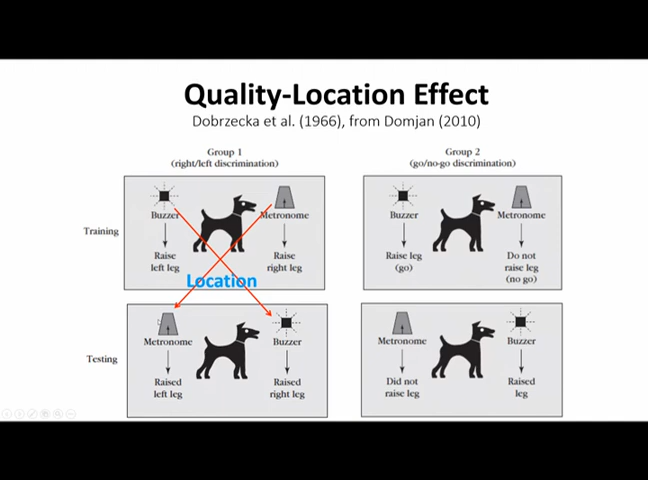 Quality-Location Effect
Dobrzecka et al. (1966), from Domjan (2010)
Group 1
(right/left discrimination)
Group 2
(go/no-go discrimination)
Training
Buzzer
Metronome
Raise
left leg
Raise
right leg
Location
Buzzer
Metronome
Raise leg
(go)
Do not
raise leg
(no go)
Testing
Metronome
Buzzer
Raised
left leg
Raised
right leg
Metronome
Buzzer
Did not
raise leg
Raised
leg